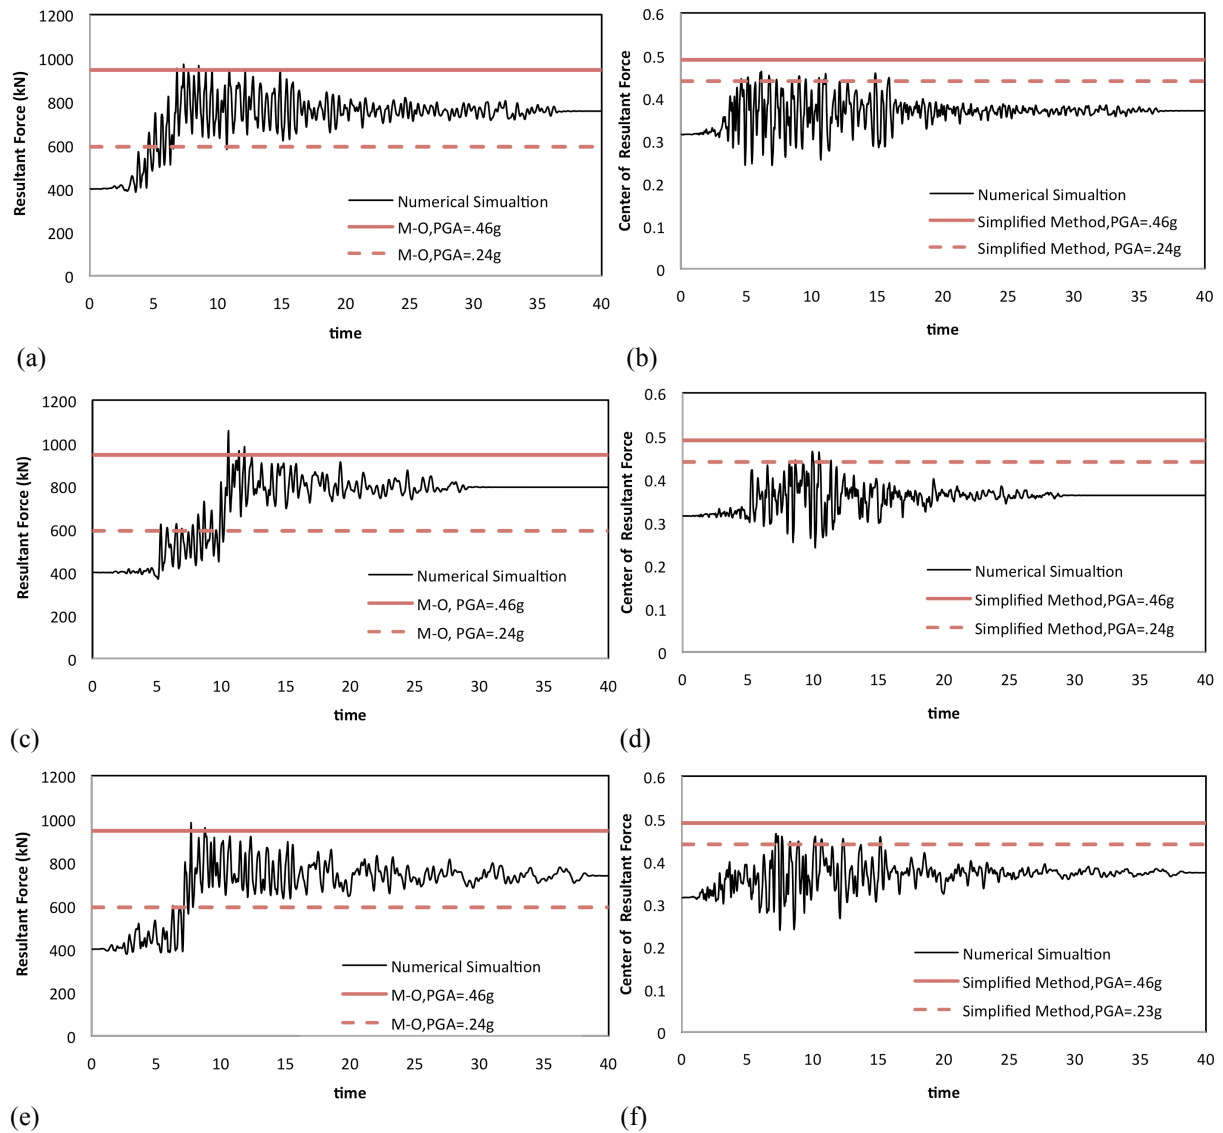 1200
1000
800
600
400
200
0
Resultant Force (kN)
Numerical Simualtion
M-O,PGA=.46g
M-O,PGA=.24g
0 5 10 15 20 25 30 35 40
time
(a)
0.6
0.5
0.4
0.3
0.2
0.1
0
Center of Resultant Force
Numerical Simualtion
Simplified Method,PGA=.46g
Simplified Method, PGA=.24g
0 5 10 15 20 25 30 35 40
time
(b)
1200
1000
800
600
400
200
0
Resultant Force (kN)
Numerical Simualtion
M-O, PGA=.46g
M-O, PGA=.24g
0 5 10 15 20 25 30 35 40
time
(c)
0.6
0.5
0.4
0.3
0.2
0.1
0
Center of Resultant Force
Numerical Simualtion
Simplified Method,PGA=.46g
Simplified Method,PGA=.24g
0 5 10 15 20 25 30 35 40
time
(d)
1200
1000
800
600
400
200
0
Resultant Force (kN)
Numerical Simualtion
M-O,PGA=.46g
M-O,PGA=.24g
0 5 10 15 20 25 30 35 40
time
(e)
0.6
0.5
0.4
0.3
0.2
0.1
0
Center of Resultant Force
Numerical Simualtion
Simplified Method,PGA=.46g
Simplified Method,PGA=.23g
0 5 10 15 20 25 30 35 40
time
(f)